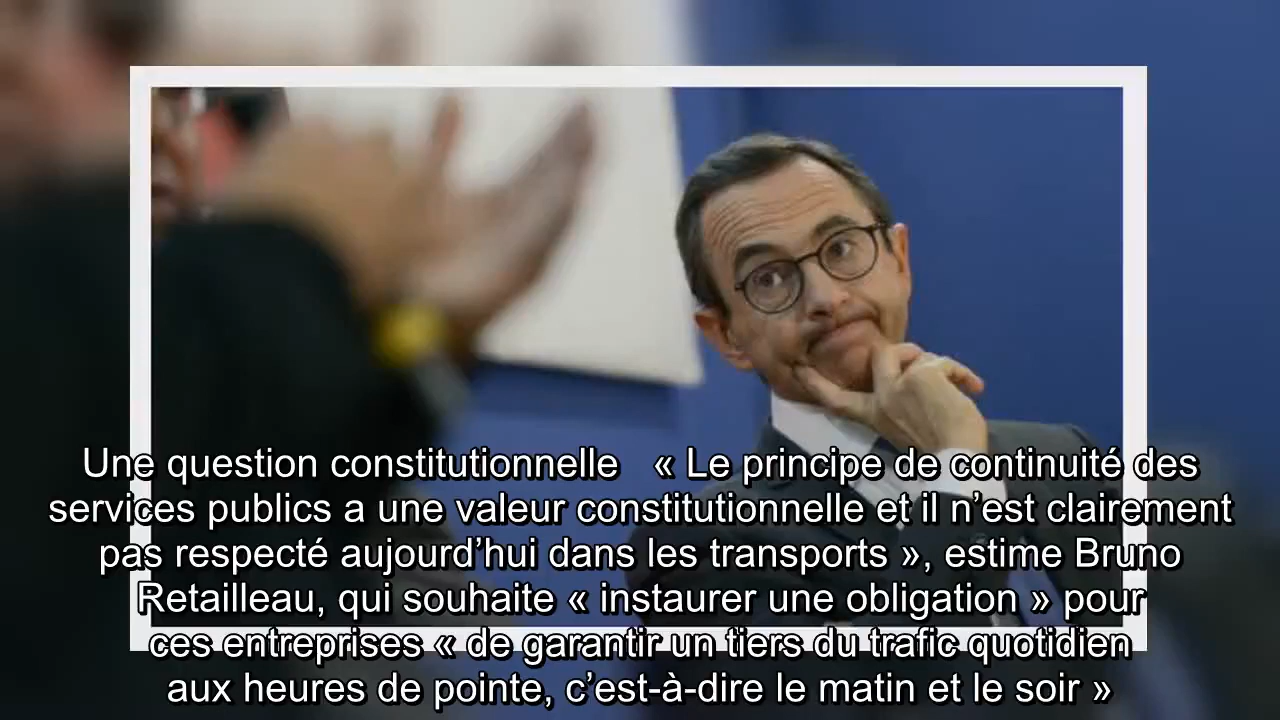 Une question constitutionnelle   « Le principe de continuité des
services publics a une valeur constitutionnelle et il n’est clairement
pas respecté aujourd’hui dans les transports », estime Bruno
Retailleau, qui souhaite « instaurer une obligation » pour
ces entreprises « de garantir un tiers du trafic quotidien
aux heures de pointe, c’est-à-dire le matin et le soir »